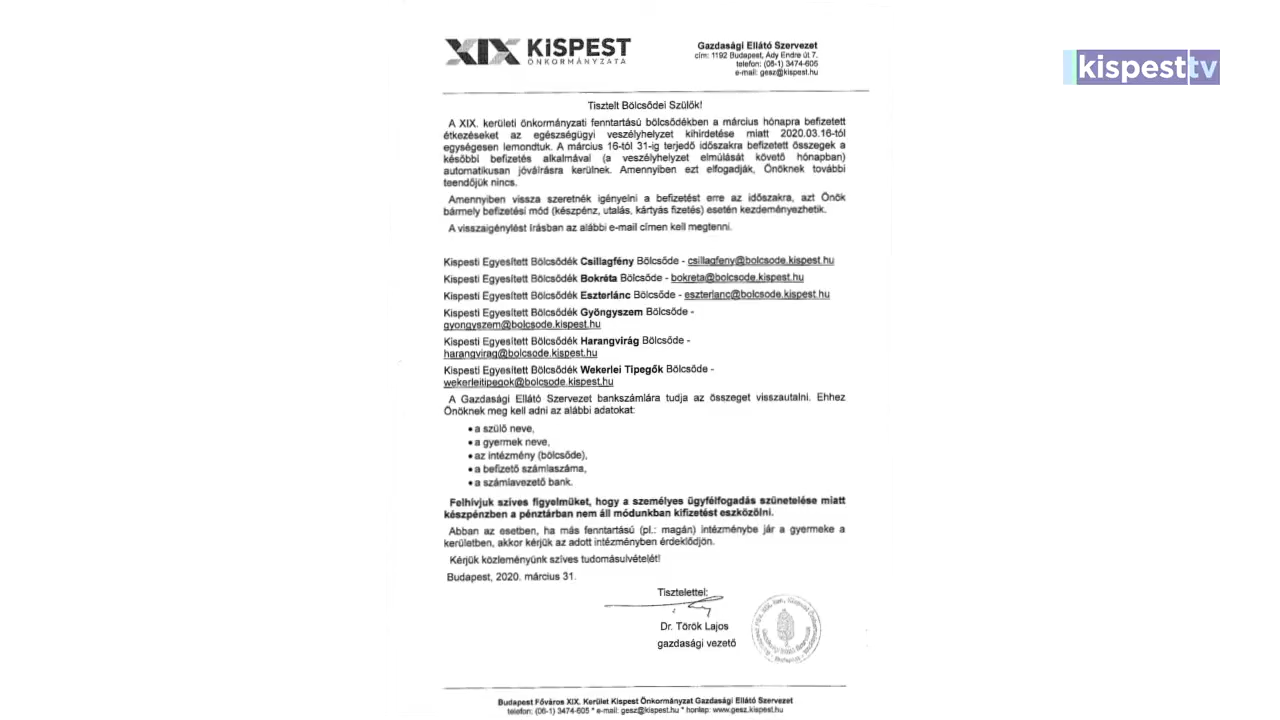 XIX KiSPEST
ÖNKORMÁNYZATA
Gazdasági Ellátó Szervezet
cím: 1192 Budapest, Ady Endre út 7.
telefon: (06-1) 3474-605
e-mail: gesz@kispest.hu
kispest tv
Tisztelt Bölcsődei Szülők!
A XIX. kerületi önkormányzati fenntartású bölcsődékben a március hónapra befizetett
étkezéseket az egészségügyi veszélyhelyzet kihirdetése miatt 2020.03.16-tól
egységesen lemondtuk. A március 16-tól 31-ig terjedő időszakra befizetett összegek a
későbbi befizetés alkalmával (a veszélyhelyzet elmúlását követő hónapban)
automatikusan jóváírásra kerülnek. Amennyiben ezt elfogadják, Önöknek további
teendőjük nincs.
Amennyiben vissza szeretnék igényelni a befizetést erre az időszakra, azt Önök
bármely befizetési mód (készpénz, utalás, kártyás fizetés) esetén kezdeményezhetik.
A visszaigénylést írásban az alábbi e-mail címen kell megtenni.
Kispesti Egyesített Bölcsődék Csillagfény Bölcsőde - csillagfeny@bolcsode.kispest.hu
Kispesti Egyesített Bölcsődék Bokréta Bölcsőde - bokreta@bolcsode.kispest.hu
Kispesti Egyesített Bölcsődék Eszterlánc Bölcsőde - eszterlanc@bolcsode.kispest.hu
Kispesti Egyesített Bölcsődék Gyöngyszem Bölcsőde -
gyongyszem@bolcsode.kispest.hu
Kispesti Egyesített Bölcsődék Harangvirág Bölcsőde -
harangvirag@bolcsode.kispest.hu
Kispesti Egyesített Bölcsődék Wekerlei Tipegők Bölcsőde -
wekerleitipegok@bolcsode.kispest.hu
A Gazdasági Ellátó Szervezet bankszámlára tudja az összeget visszautalni. Ehhez
Önöknek meg kell adni az alábbi adatokat:
• a szülő neve,
• a gyermek neve,
• az intézmény (bölcsőde),
• a befizető számlaszáma,
• a számlavezető bank.
Felhívjuk szíves figyelmüket, hogy a személyes ügyfélfogadás szünetelése miatt
készpénzben a pénztárban nem áll módunkban kifizetést eszközölni.
Abban az esetben, ha más fenntartású (pl.: magán) intézménybe jár a gyermeke a
kerületben, akkor kérjük az adott intézményben érdeklődjön.
Kérjük közleményünk szíves tudomásulvételét!
Budapest, 2020. március 31.
Tisztelettel:
Dr. Török Lajos
gazdasági vezető
Budapest Főváros XIX. Kerület Kispest Önkormányzat Gazdasági Ellátó Szervezet
telefon: (06-1) 3474-605 * e-mail: gesz@kispest.hu * honlap: www.gesz.kispest.hu